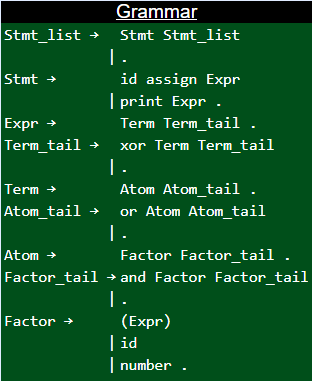 Grammar
Stmt_list → Stmt Stmt_list
| .
Stmt → id assign Expr
| print Expr .
Expr → Term Term_tail .
Term_tail → xor Term Term_tail
| .
Term → Atom Atom_tail .
Atom_tail → or Atom Atom_tail
| .
Atom → Factor Factor_tail .
Factor_tail → and Factor Factor_tail
| .
Factor → (Expr)
| id
| number .